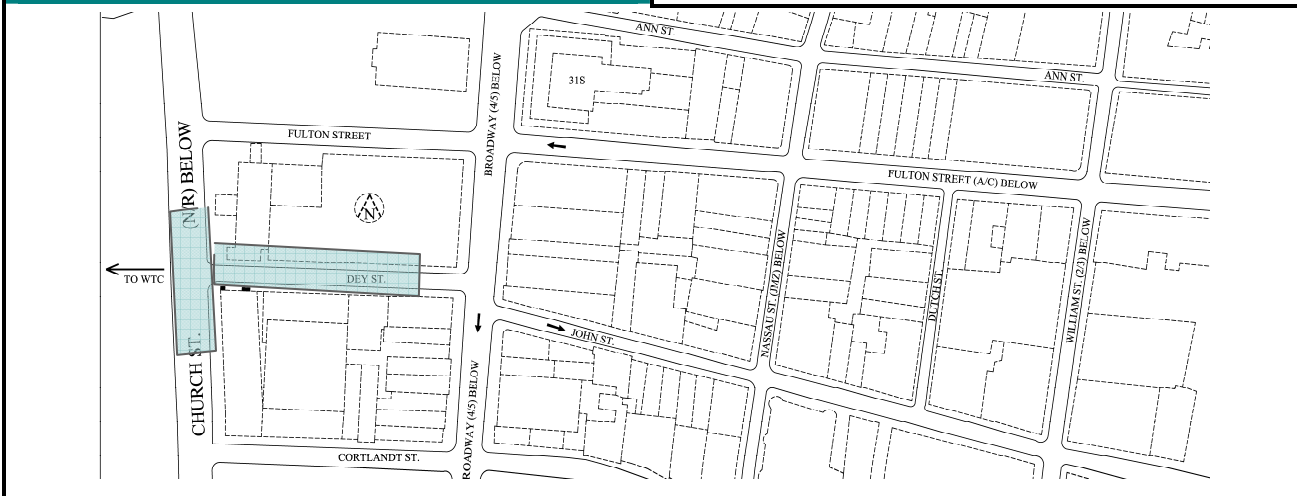 ANN ST.
ANN ST.
31S
BROADWAY (4/5) BELOW
FULTON STREET
(N/R) BELOW
FULTON STREET (A/C) BELOW
N
TO WTC
DEY ST.
NASSAU ST. (JMZ) BELOW
DUTCH ST.
WILLIAM ST. (2/3) BELOW
JOHN ST.
CHURCH ST.
ROADWAY (4/5) BELOW
CORTLANDT ST.